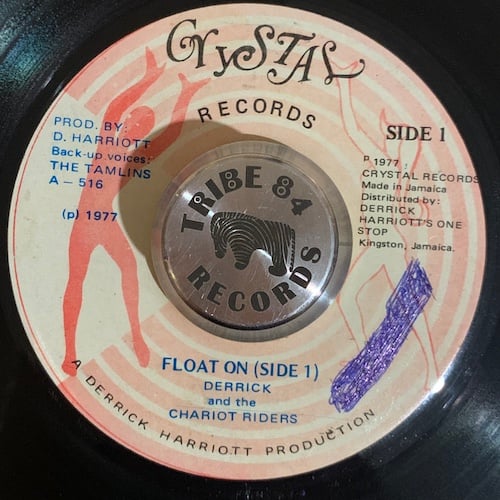 CRYSTAL
RECORDS
PROD. BY:
D. HARRIOTT
Back-up voices:
THE TAMLINS
A - 516
(p) 1977
SIDE 1
P 1977
CRYSTAL RECORDS
Made in Jamaica
Distributed by:
DERRICK
HARRIOTT'S ONE
STOP
Kingston, Jamaica.
TRIBE 84
RECORDS
FLOAT ON (SIDE 1)
DERRICK
and the
CHARIOT RIDERS
A DERRICK HARRIOTT PRODUCTION